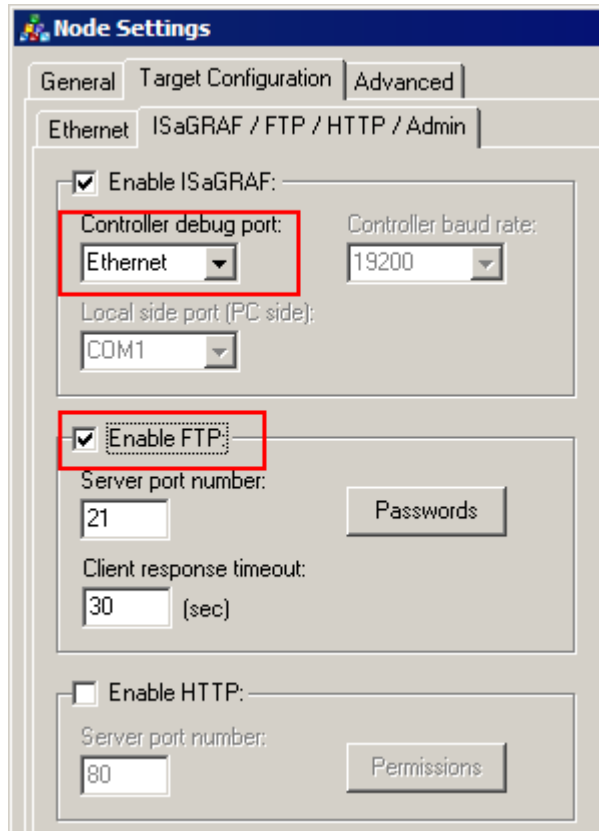 Node Settings
General Target Configuration Advanced
Ethernet ISaGRAF / FTP / HTTP / Admin
Enable ISaGRAF:
Controller debug port: Controller baud rate:
Ethernet 19200
Local side port (PC side):
COM1
Enable FTP:
Server port number:
21 Passwords
Client response timeout:
30 (sec)
Enable HTTP:
Server port number:
80 Permissions